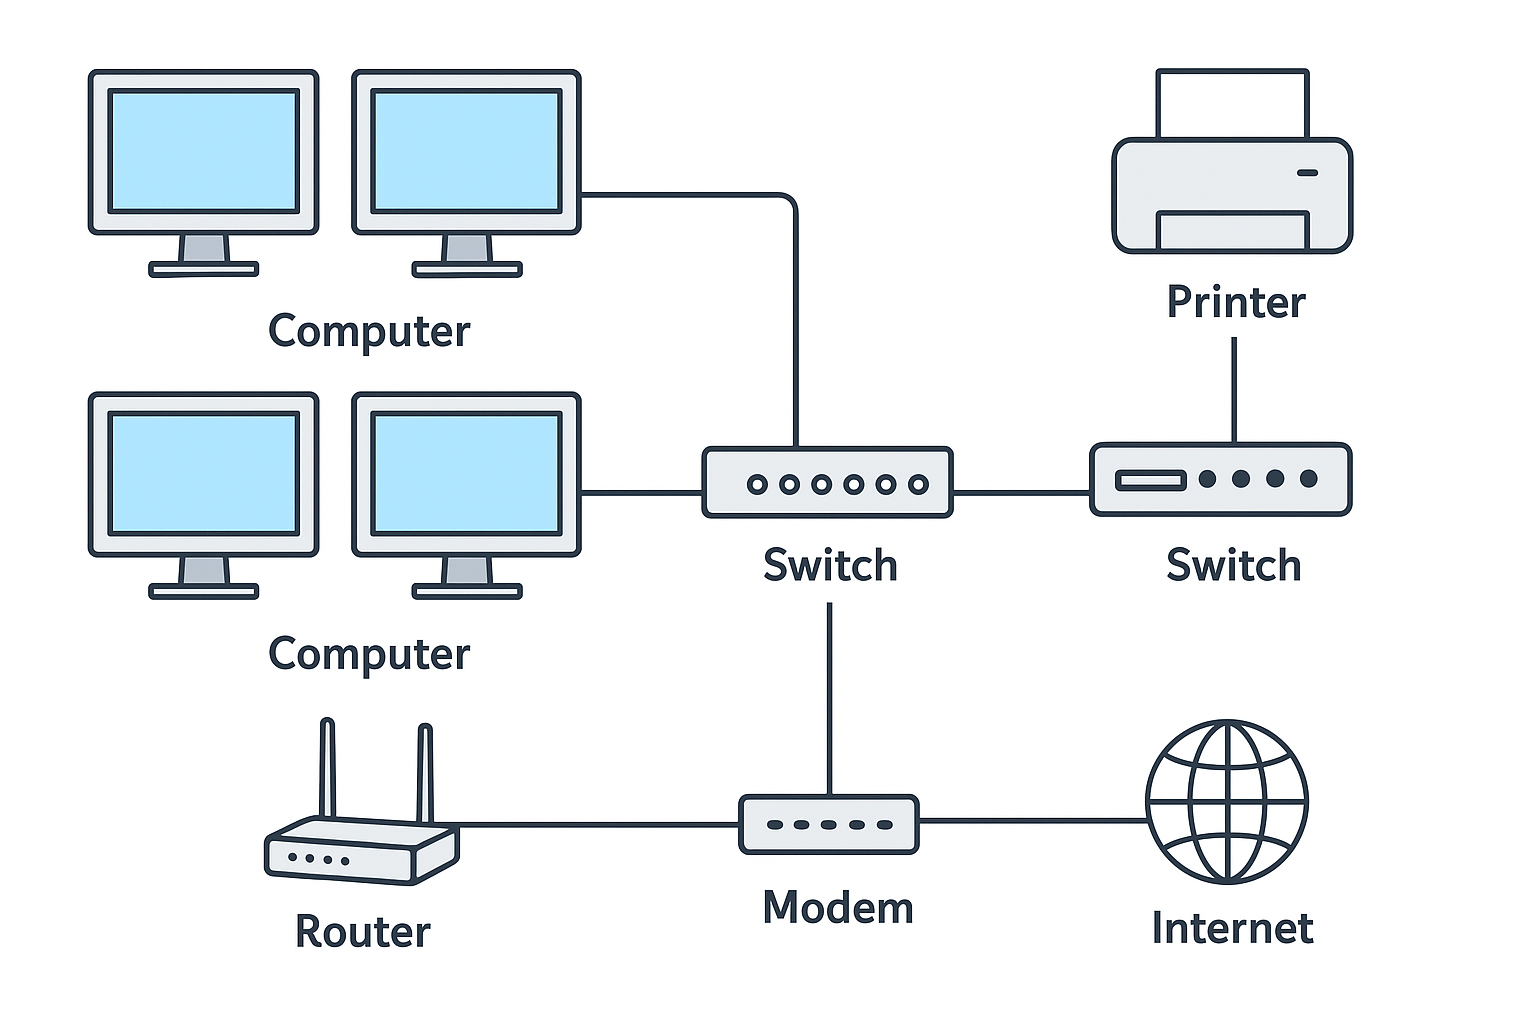 Computer
Printer
Computer
Switch
Switch
Router
Modem
Internet